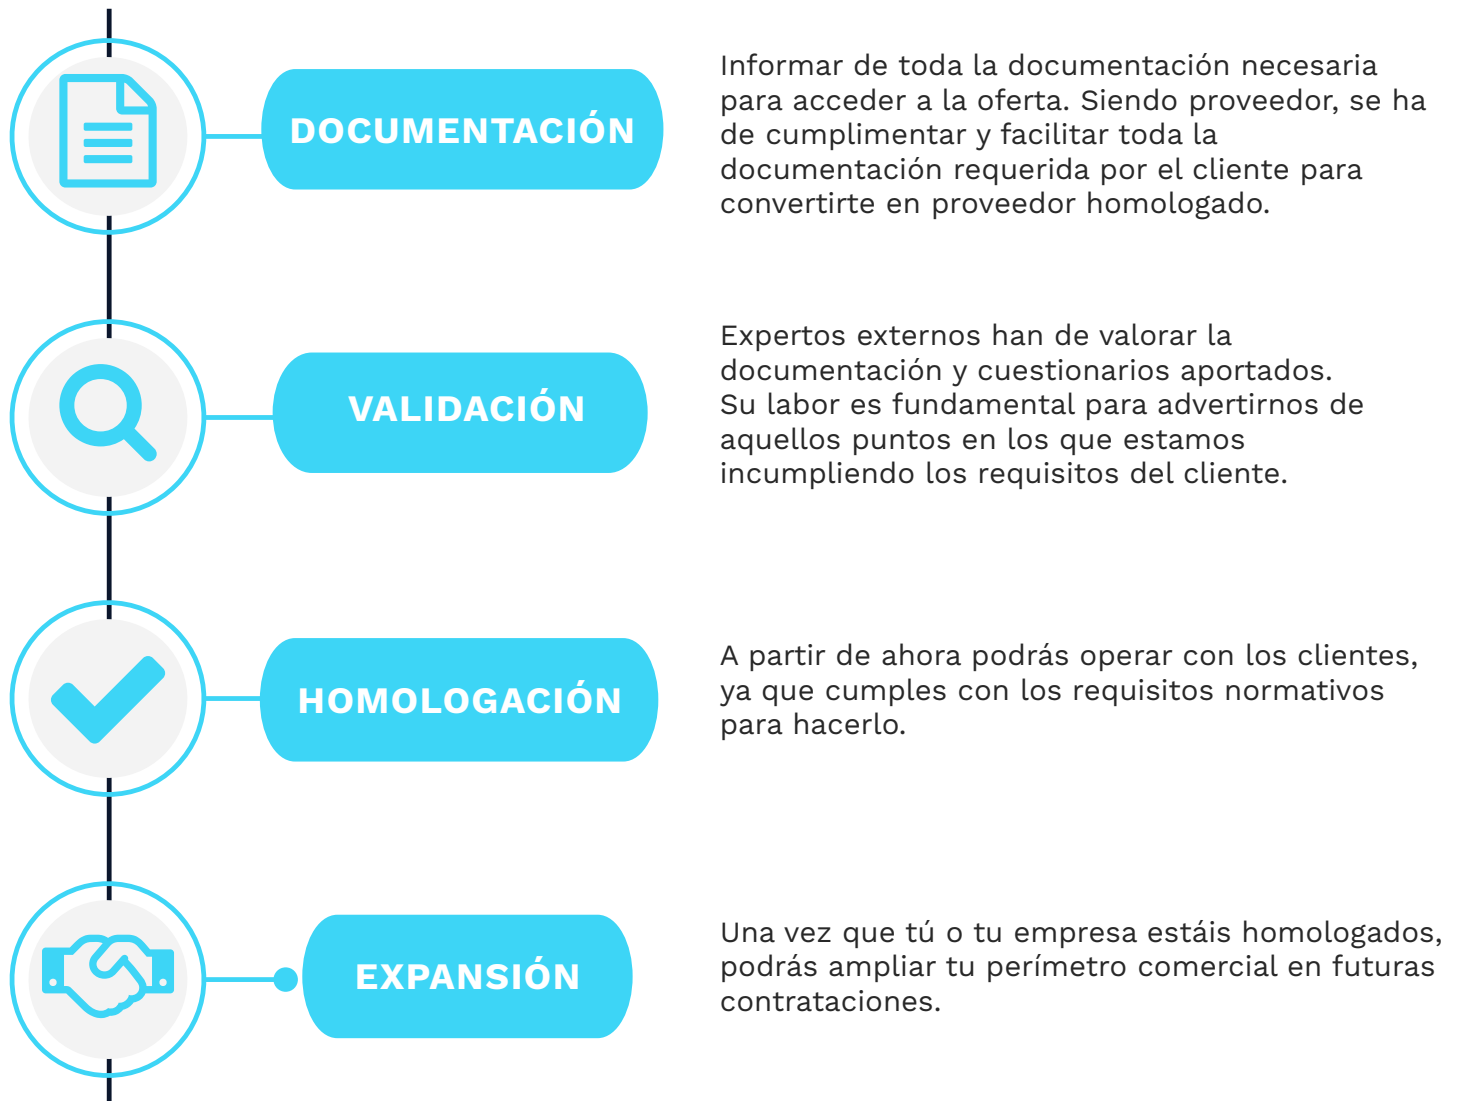 DOCUMENTACIÓN
Informar de toda la documentación necesaria
para acceder a la oferta. Siendo proveedor, se ha
de cumplimentar y facilitar toda la
documentación requerida por el cliente para
convertirte en proveedor homologado.
VALIDACIÓN
Expertos externos han de valorar la
documentación y cuestionarios aportados.
Su labor es fundamental para advertirnos de
aquellos puntos en los que estamos
incumpliendo los requisitos del cliente.
HOMOLOGACIÓN
A partir de ahora podrás operar con los clientes,
ya que cumples con los requisitos normativos
para hacerlo.
EXPANSIÓN
Una vez que tú o tu empresa estáis homologados,
podrás ampliar tu perímetro comercial en futuras
contrataciones.